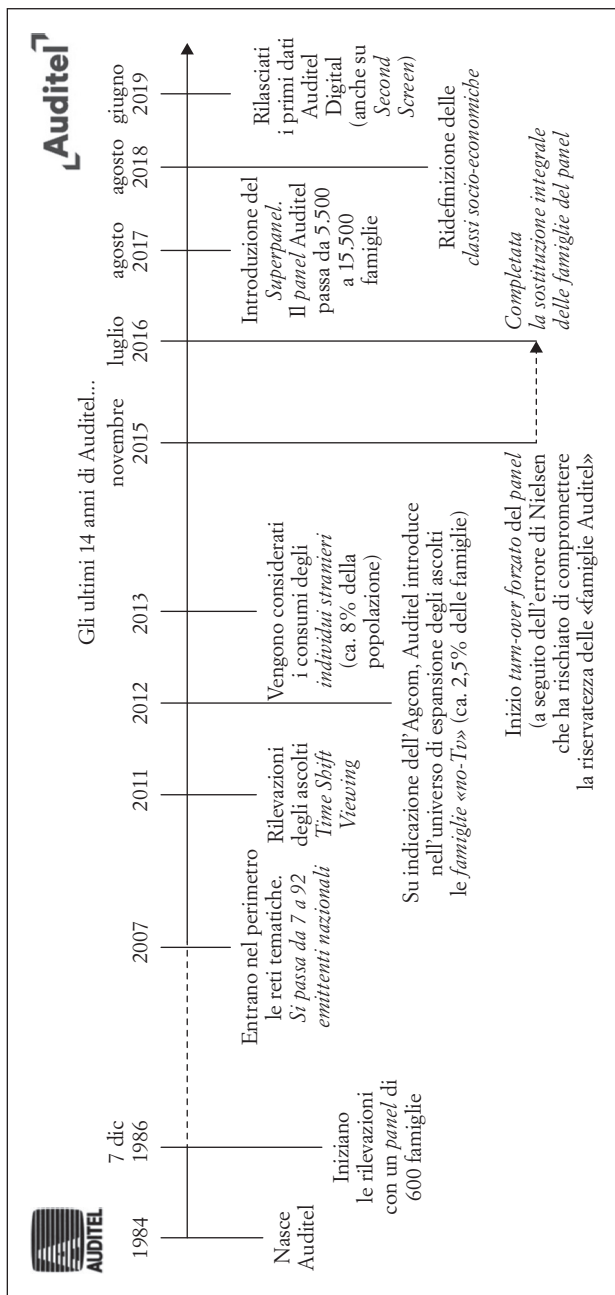 AUDITEL
Auditel
Gli ultimi 14 anni di Auditel...
1984
Nasce
Auditel
7 dic
1986
Iniziano
le rilevazioni
con un panel di
600 famiglie
2007
Entrano nel perimetro
le reti tematiche.
Si passa da 7 a 92
emittenti nazionali
2011
Rilevazioni
degli ascolti
Time Shift
Viewing
2012
Su indicazione dell'Agcom, Auditel introduce
nell'universo di espansione degli ascolti
le famiglie «no-Tv» (ca. 2,5% delle famiglie)
2013
Vengono considerati
i consumi degli
individui stranieri
(ca. 8% della
popolazione)
novembre
2015
Inizio turn-over forzato del panel
(a seguito dell'errore di Nielsen
che ha rischiato di compromettere
la riservatezza delle «famiglie Auditel»
luglio
2016
Completata
la sostituzione integrale
delle famiglie del panel
agosto
2017
Introduzione del
Superpanel.
Il panel Auditel
passa da 5.500
a 15.500
famiglie
agosto
2018
Ridefinizione delle
classi socio-economiche
giugno
2019
Rilasciati
i primi dati
Auditel
Digital
(anche su
Second
Screen)